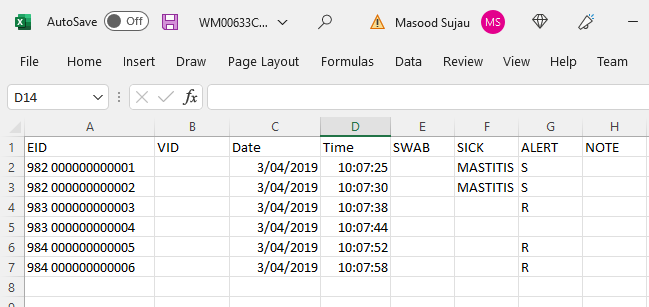 AutoSave Off WM00633C... Masood Sujau MS
File Home Insert Draw Page Layout Formulas Data Review View Help Team
D14 fx
A B C D E F G H
1 EID VID Date Time SWAB SICK ALERT NOTE
2 982 000000000001 3/04/2019 10:07:25 MASTITIS S
3 982 000000000002 3/04/2019 10:07:30 MASTITIS S
4 983 000000000003 3/04/2019 10:07:38 R
5 983 000000000004 3/04/2019 10:07:44
6 984 000000000005 3/04/2019 10:07:52 R
7 984 000000000006 3/04/2019 10:07:58 R
8